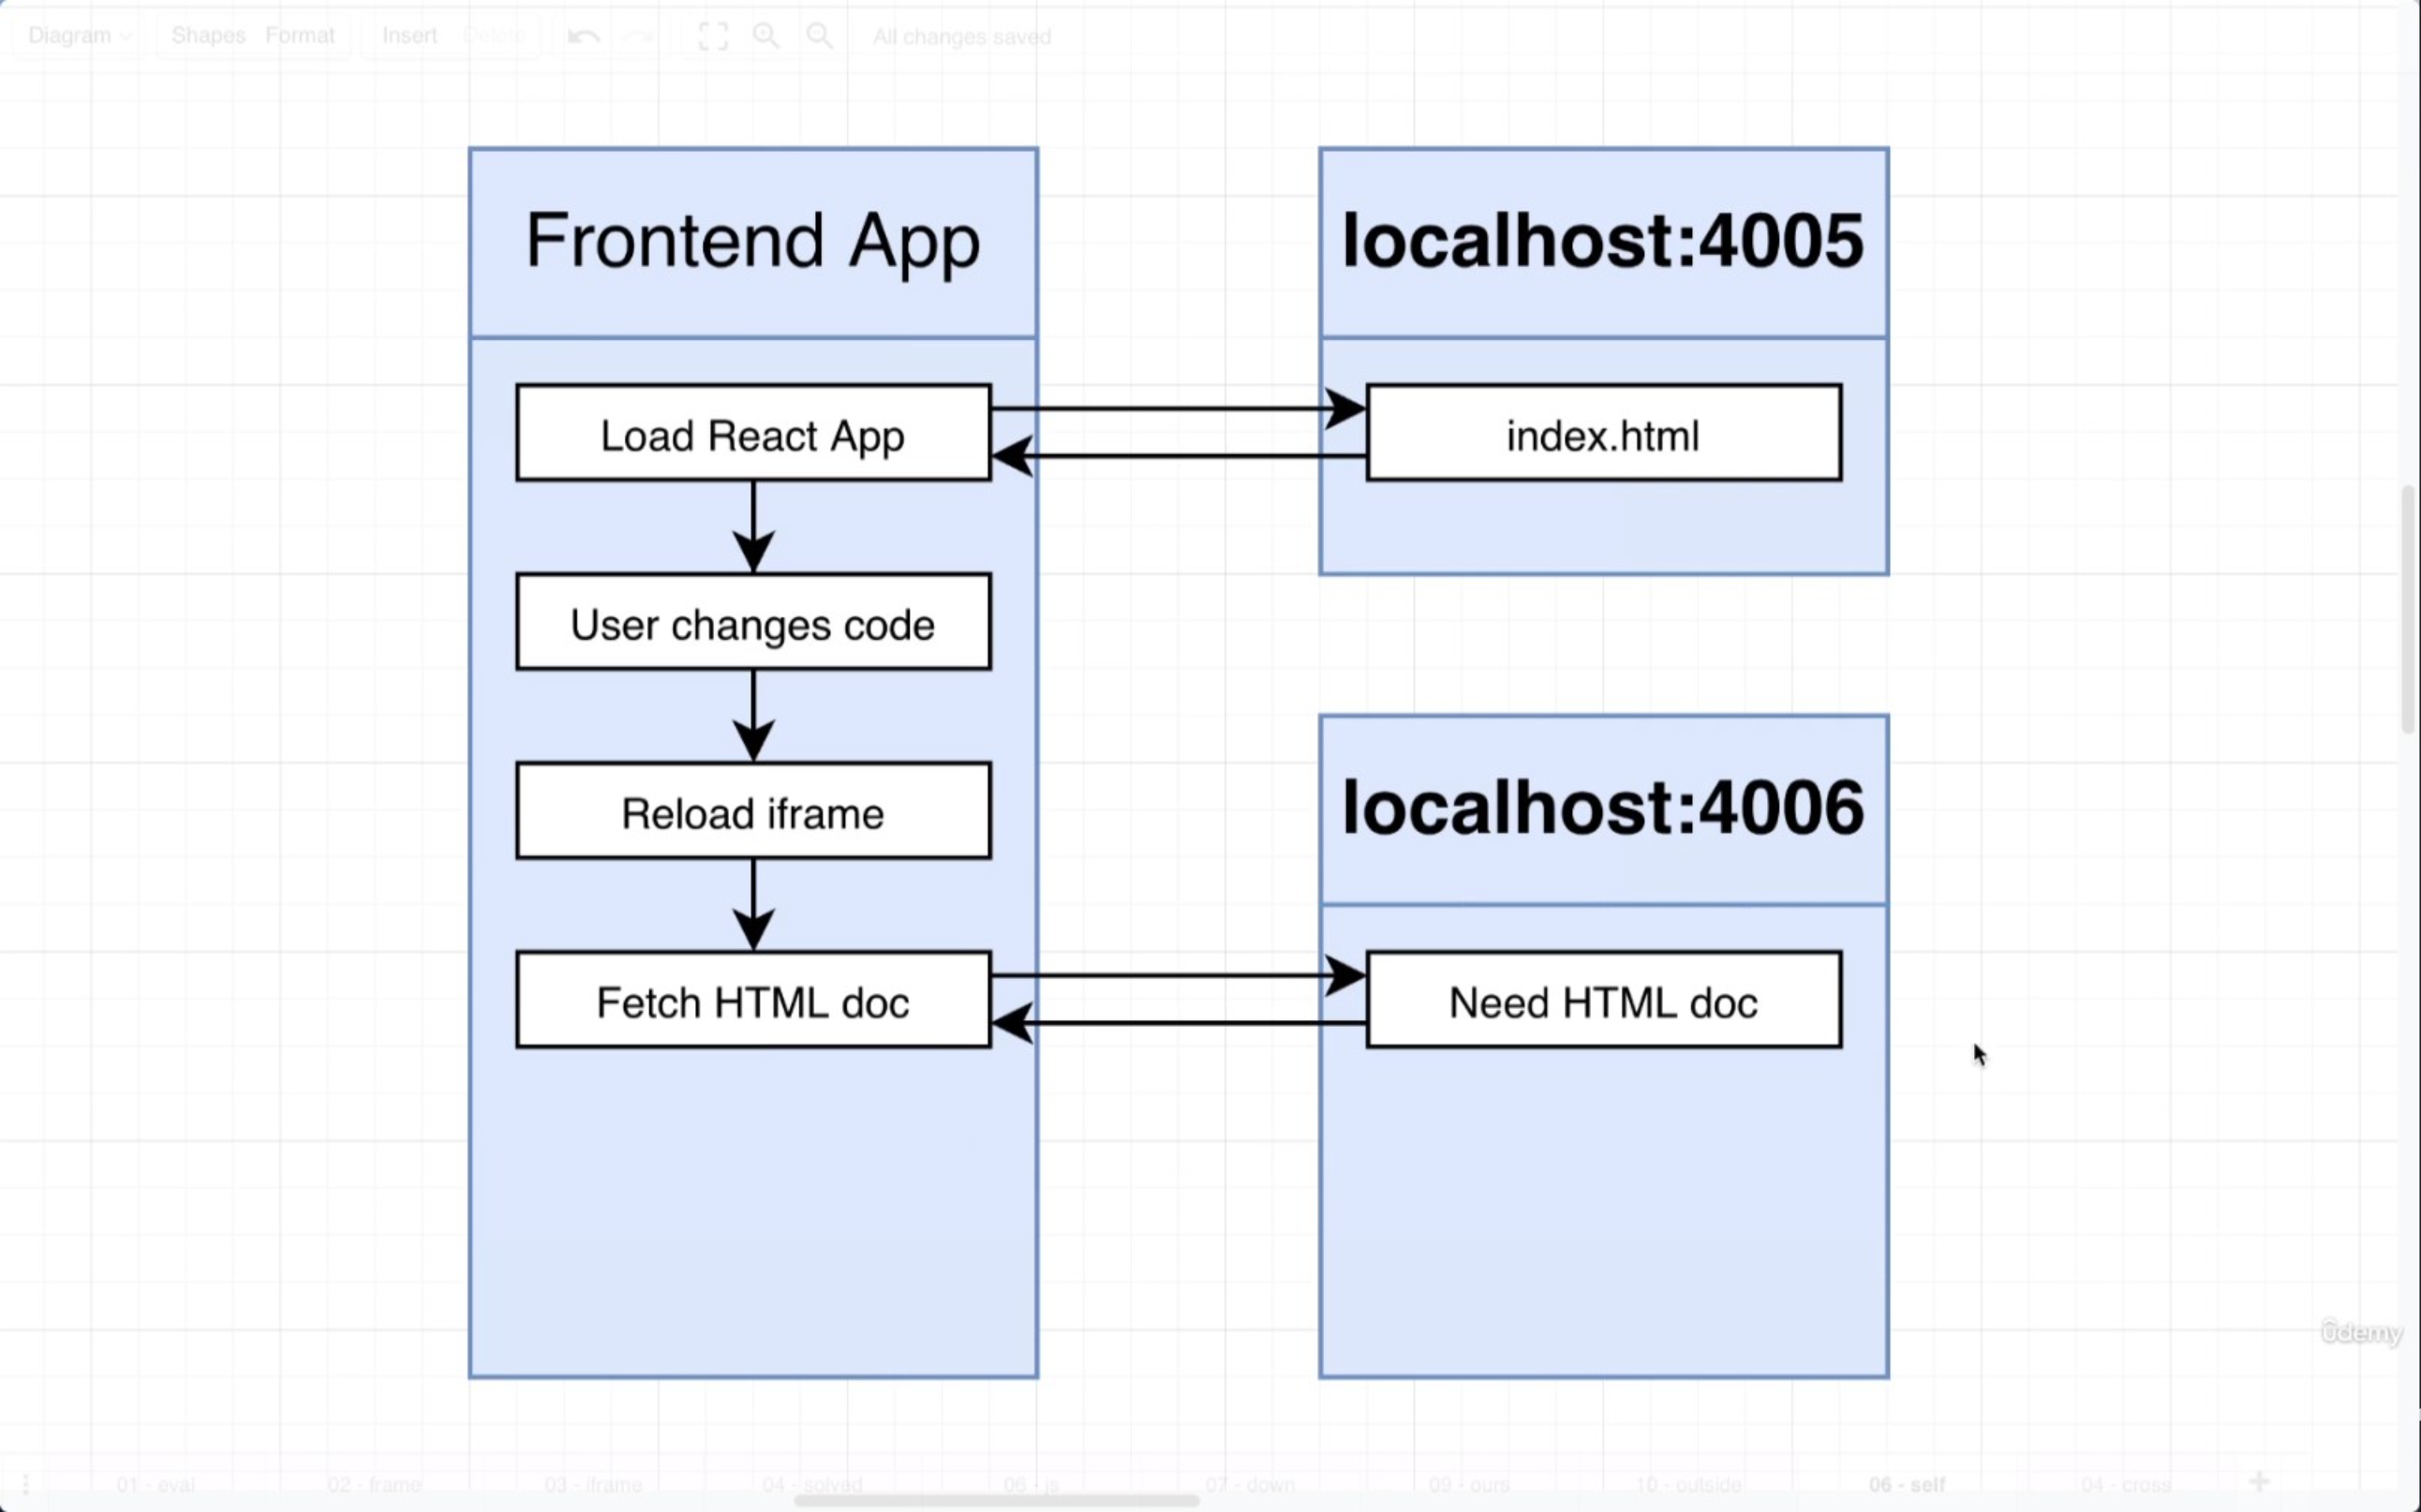 Diagram Shapes Format Insert Delete All changes saved
Frontend App
localhost:4005
Load React App
index.html
User changes code
Reload iframe
localhost:4006
Fetch HTML doc
Need HTML doc
ûdemy
01 - eval 02 - frame 03 - iframe 04 - solved 06 - js 07 - down 09 - ours 10 - outside 06 - self 04 - cross